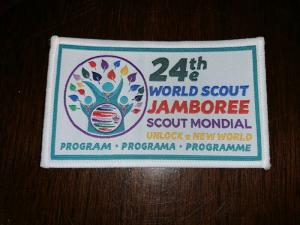 24th
e
WORLD SCOUT
JAMBOREE
SCOUT MONDIAL
UNLOCK a NEW WORLD
PROGRAM • PROGRAMA • PROGRAMME